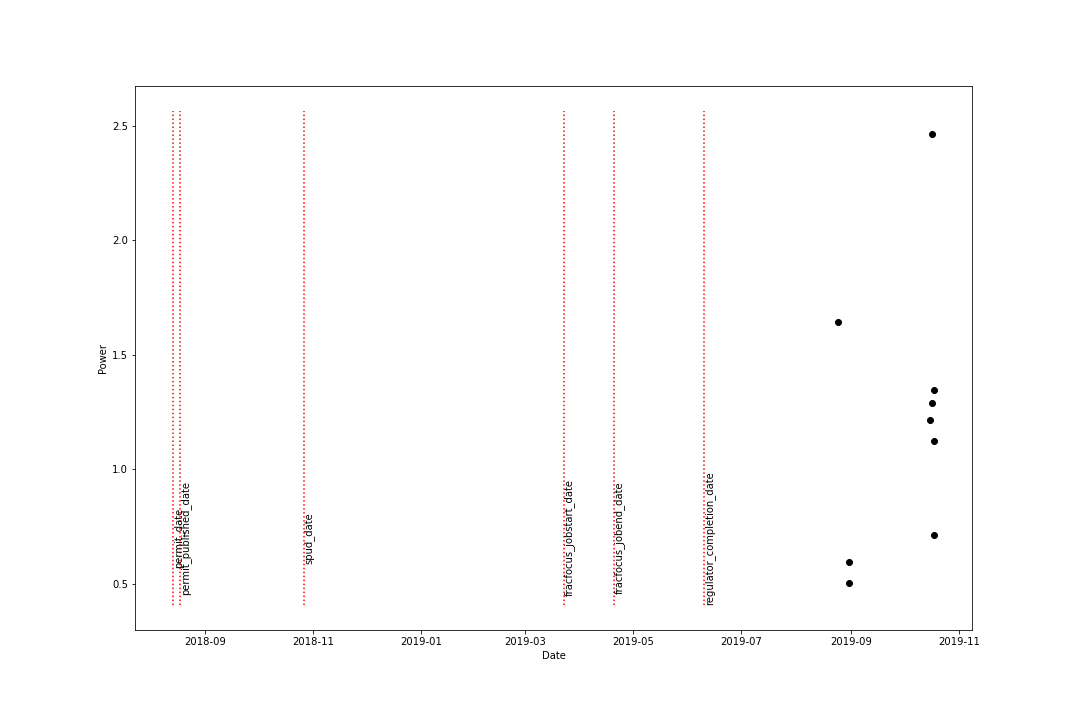 2.5
2.0
1.5
1.0
0.5
Power
permit_date
permit_published_date
spud_date
fracfocus_jobstart_date
fracfocus_jobend_date
regulator_completion_date
2018-09 2018-11 2019-01 2019-03 2019-05 2019-07 2019-09 2019-11
Date